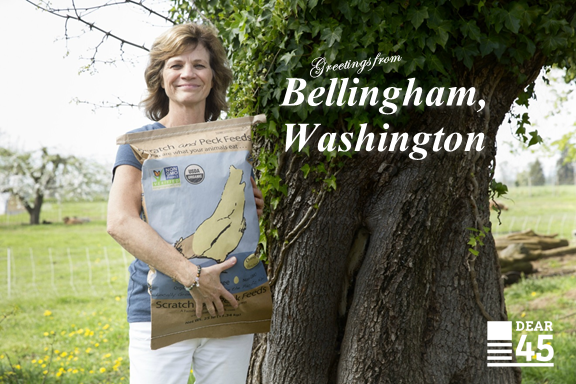 Greetings from
Bellingham,
Washington
Scratch and Peck Feeds
USDA
ORGANIC
Scratch and Peck Feeds
DEAR
45